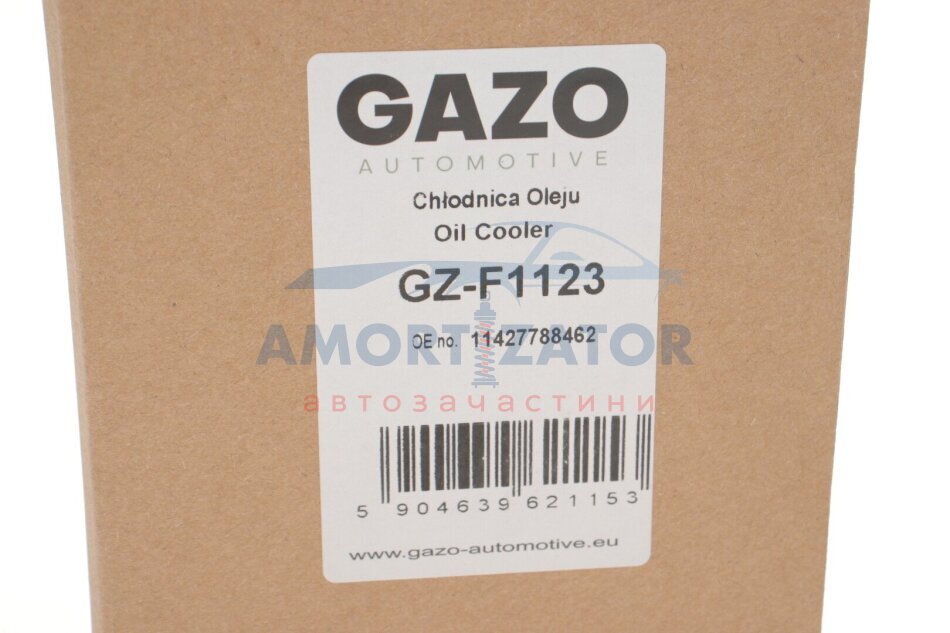 GAZO
AUTOMOTIVE
Chłodnica Oleju
Oil Cooler
GZ-F1123
OE no. 11427788462
AMORTIZATOR
автозачастини
5 904639 621153
www.gazo-automotive.eu